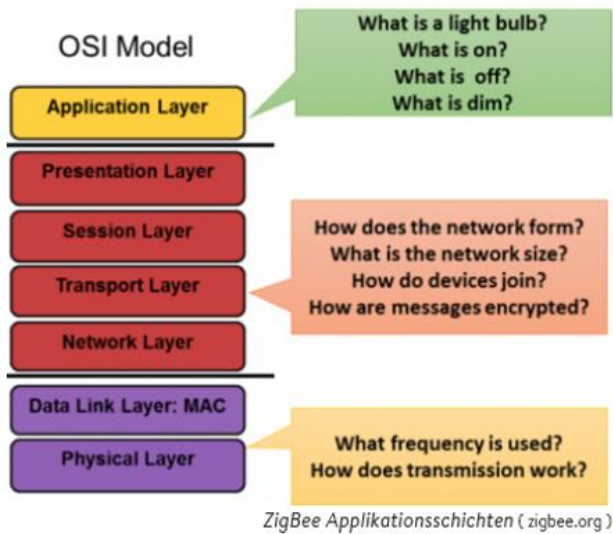 OSI Model
Application Layer
Presentation Layer
Session Layer
Transport Layer
Network Layer
Data Link Layer: MAC
Physical Layer
What is a light bulb?
What is on?
What is off?
What is dim?
How does the network form?
What is the network size?
How do devices join?
How are messages encrypted?
What frequency is used?
How does transmission work?
ZigBee Applikationsschichten ( zigbee.org )